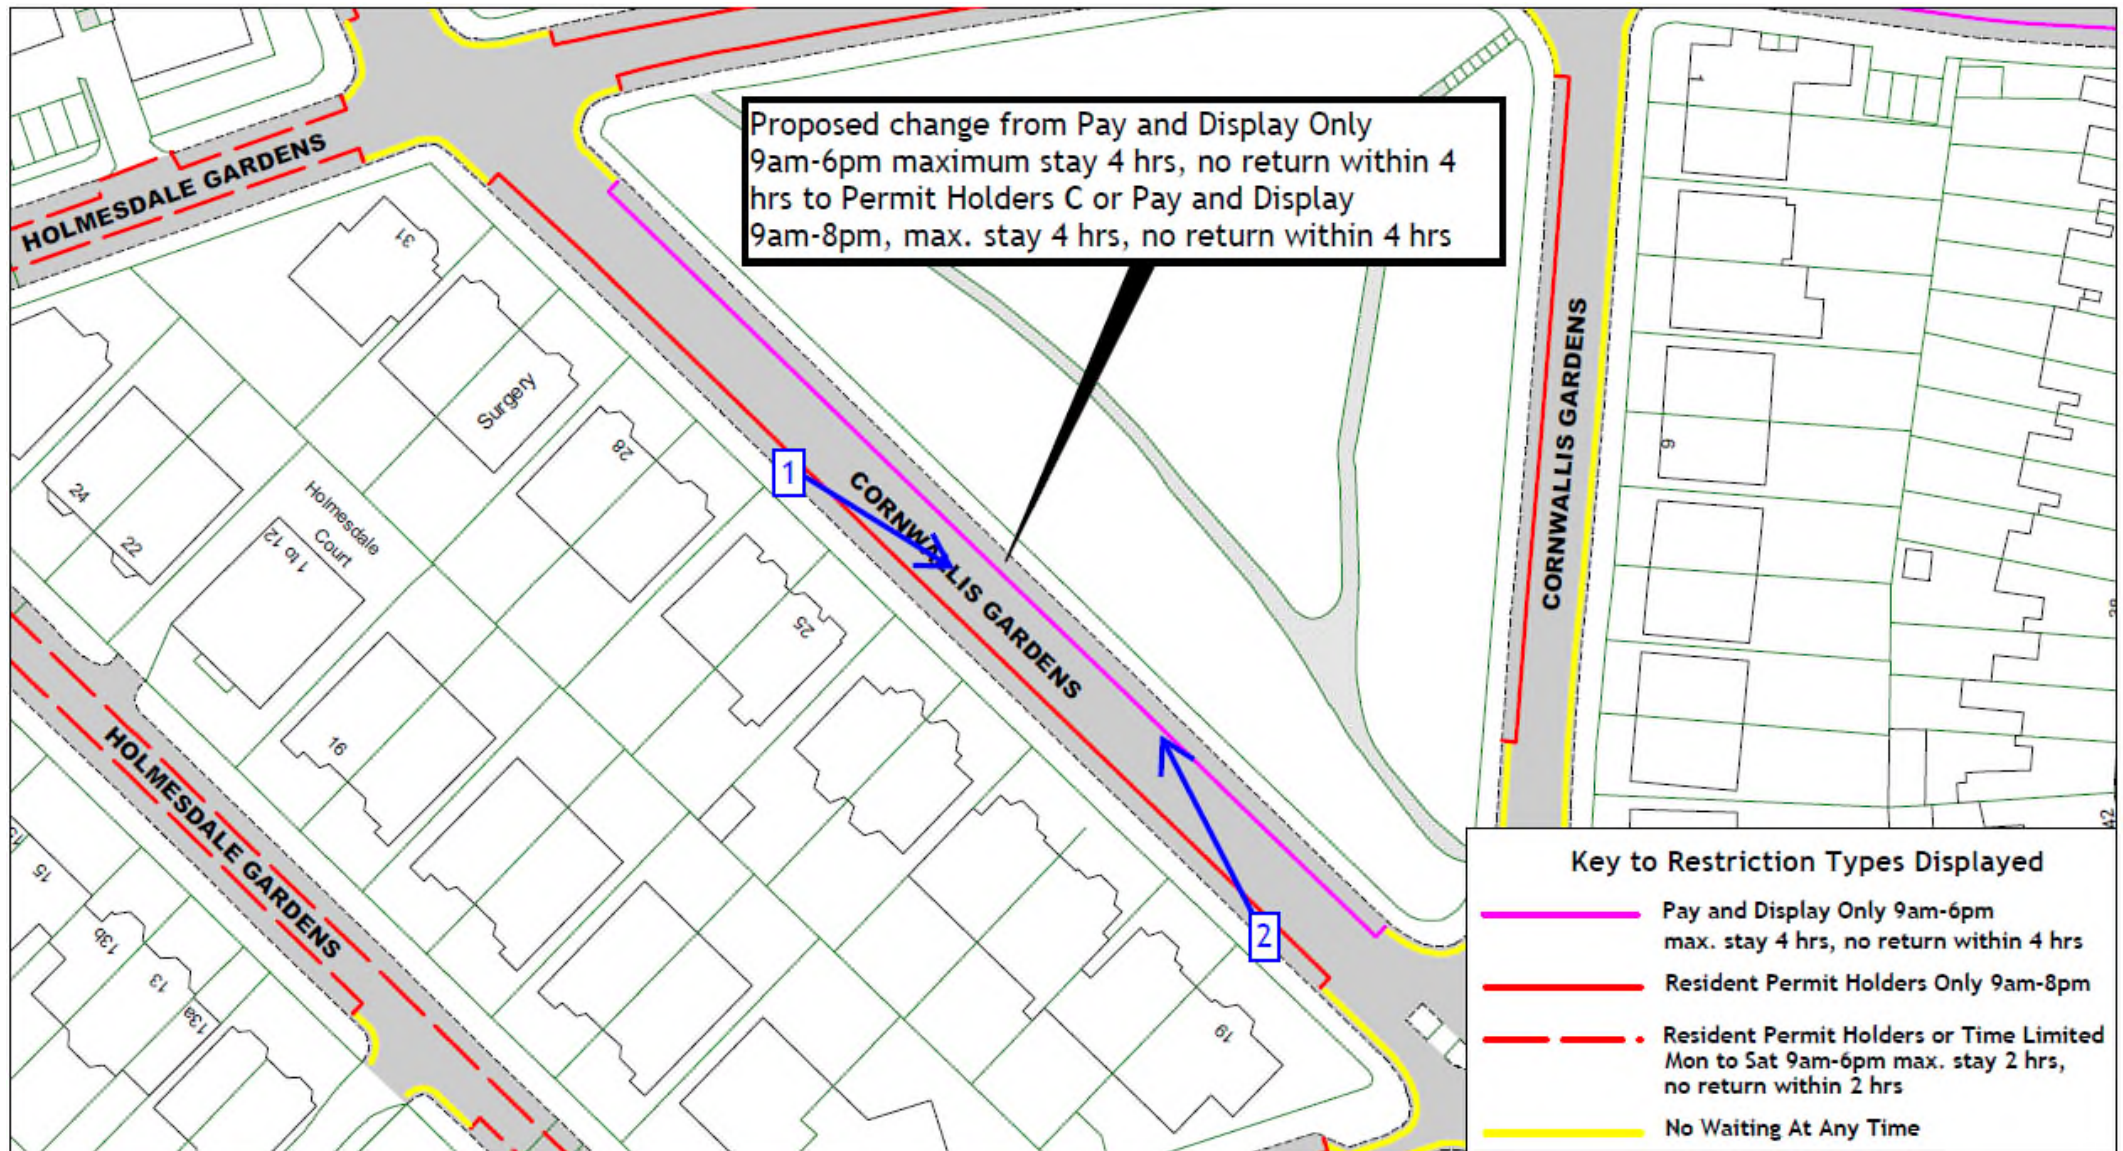 Proposed change from Pay and Display Only
9am-6pm maximum stay 4 hrs, no return within 4
hrs to Permit Holders C or Pay and Display
9am-8pm, max. stay 4 hrs, no return within 4 hrs
HOLMESDALE GARDENS
31
Surgery
28
1
CORNWALLIS GARDENS
CORNWALLIS GARDENS
1
9
24
22
Holmesdale
Court
1 to 12
25
16
HOLMESDALE GARDENS
2
15
13b
13
13a
19
42
Key to Restriction Types Displayed
Pay and Display Only 9am-6pm
max. stay 4 hrs, no return within 4 hrs
Resident Permit Holders Only 9am-8pm
Resident Permit Holders or Time Limited
Mon to Sat 9am-6pm max. stay 2 hrs,
no return within 2 hrs
No Waiting At Any Time